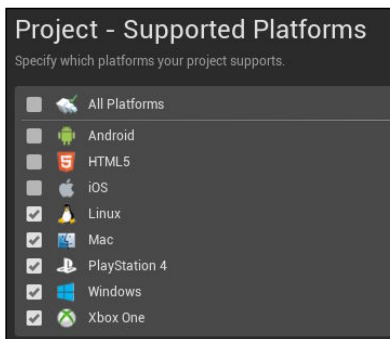 Project - Supported Platforms
Specify which platforms your project supports.
All Platforms
Android
5 HTML5
iOS
Linux
Mac
PlayStation 4
Windows
Xbox One